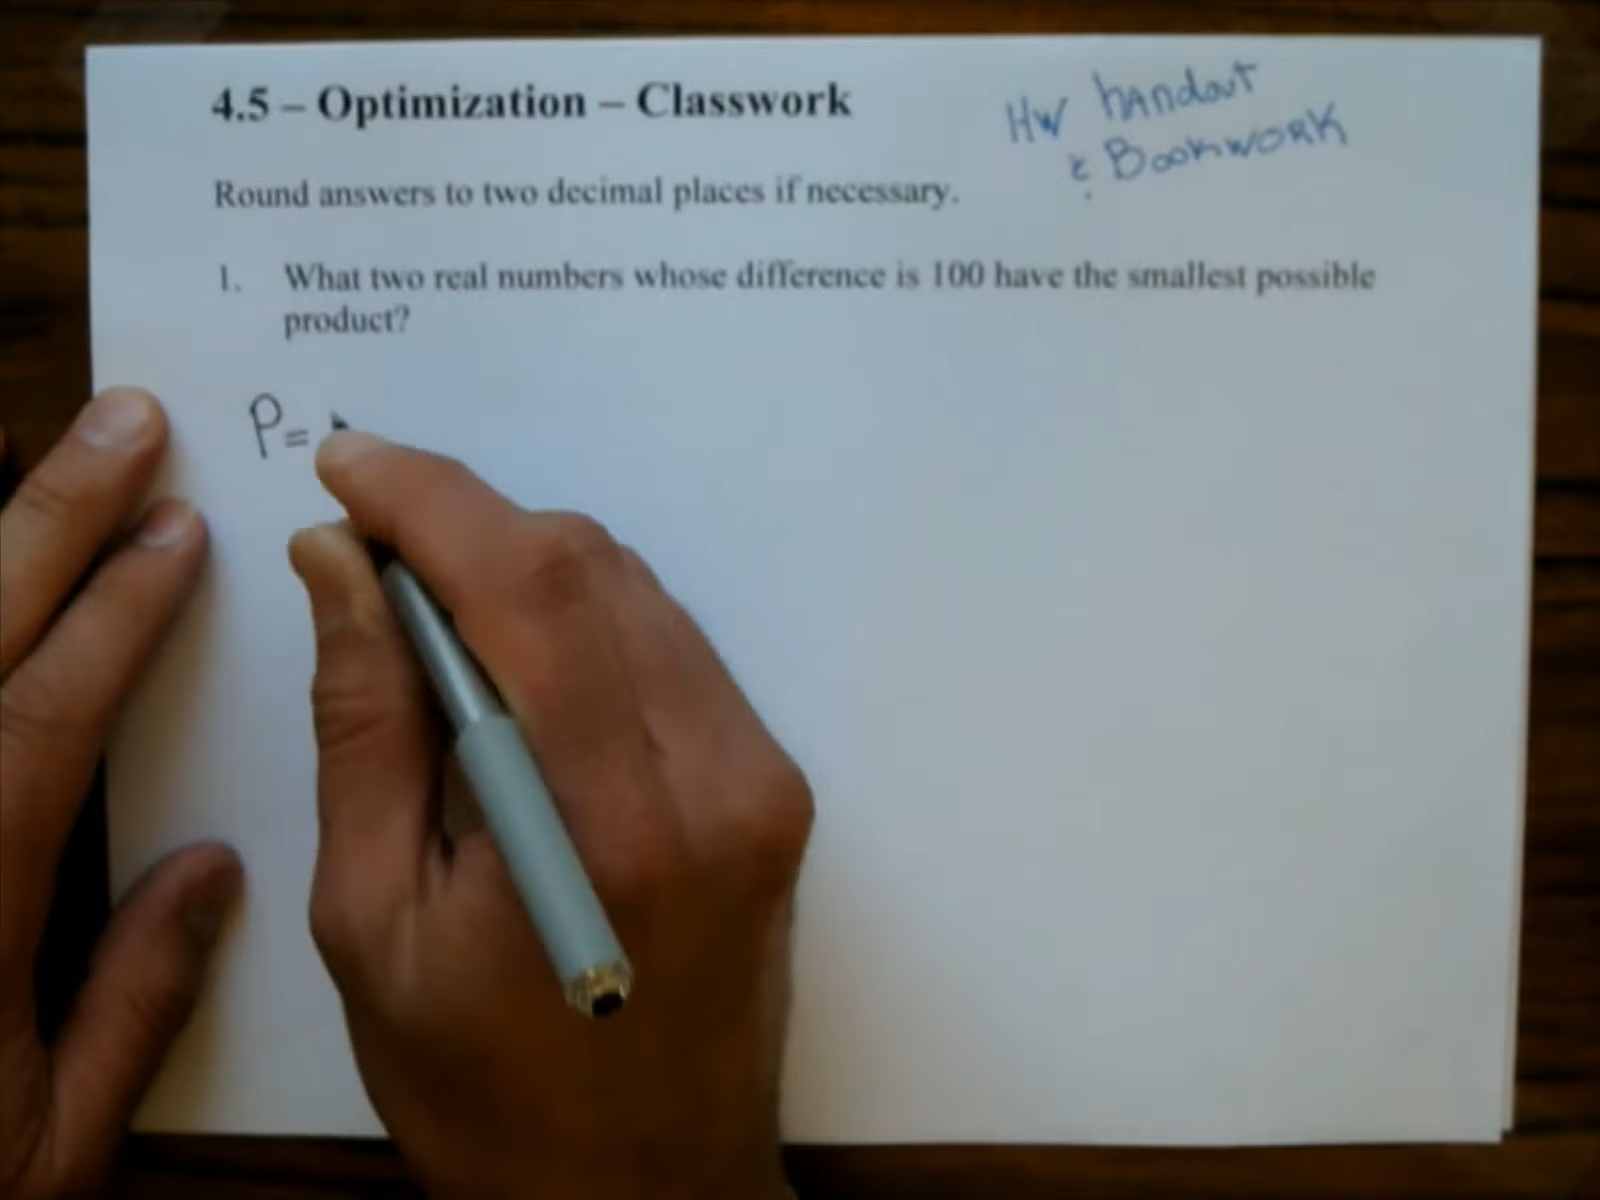 4.5 – Optimization – Classwork
HW handout
& Bookwork
Round answers to two decimal places if necessary.
1. What two real numbers whose difference is 100 have the smallest possible
product?
P=